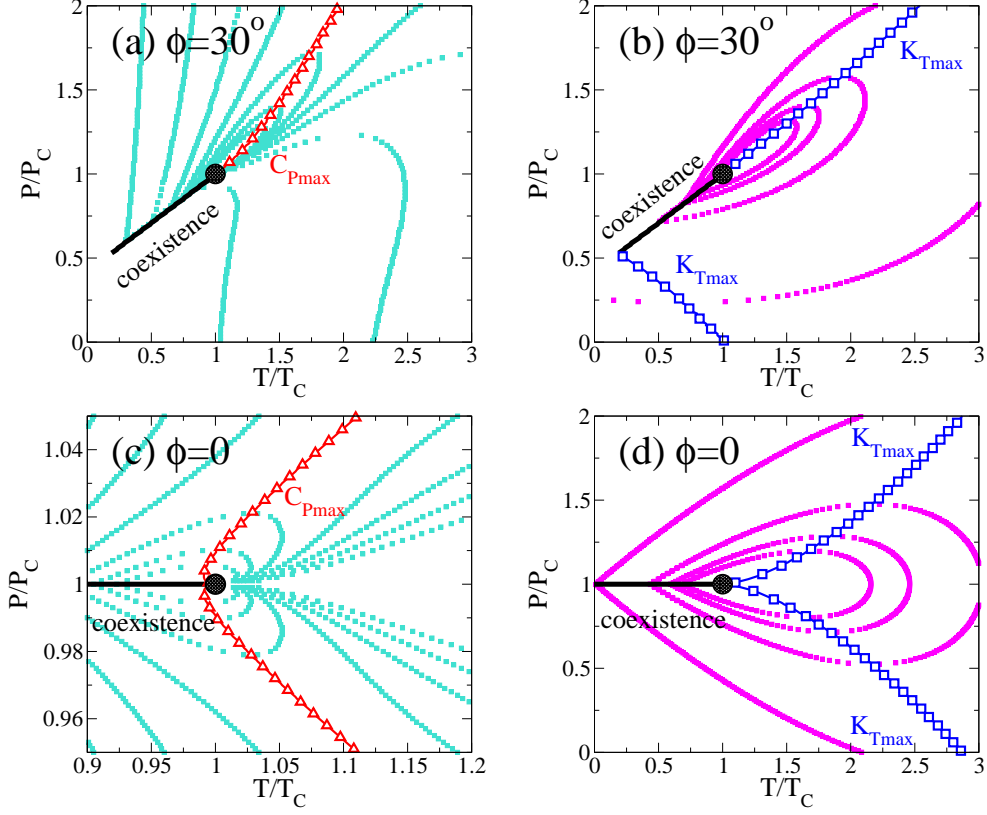 (a) ϕ=30°
P/P_C
2
1.5
1
0.5
0
C_Pmax
coexistence
0 0.5 1 1.5 2 2.5 3
T/T_C
(b) ϕ=30°
P/P_C
2
1.5
1
0.5
0
K_Tmax
coexistence
K_Tmax
0 0.5 1 1.5 2 2.5 3
T/T_C
(c) ϕ=0
P/P_C
1.04
1.02
1
0.98
0.96
C_Pmax
coexistence
0.9 0.95 1 1.05 1.1 1.15 1.2
T/T_C
(d) ϕ=0
P/P_C
2
1.5
1
0.5
0
K_Tmax
coexistence
K_Tmax
0 0.5 1 1.5 2 2.5 3
T/T_C